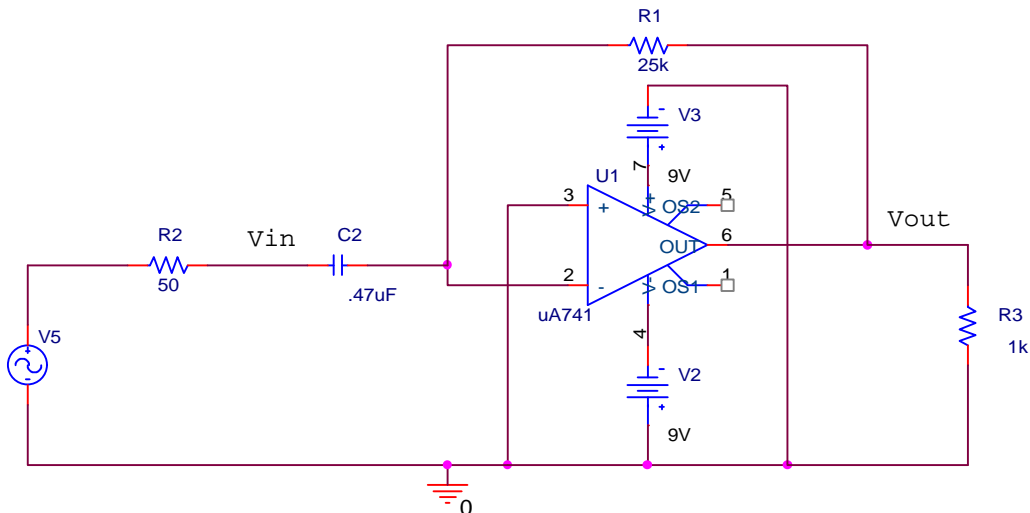 R1
25k
-
V3
+
7
U1
9V
3
+
V+
OS2
5
R2
Vin
C2
6
OUT
Vout
50
.47uF
2
-
V-
OS1
1
uA741
R3
1k
V5
+
-
4
-
V2
+
9V
0